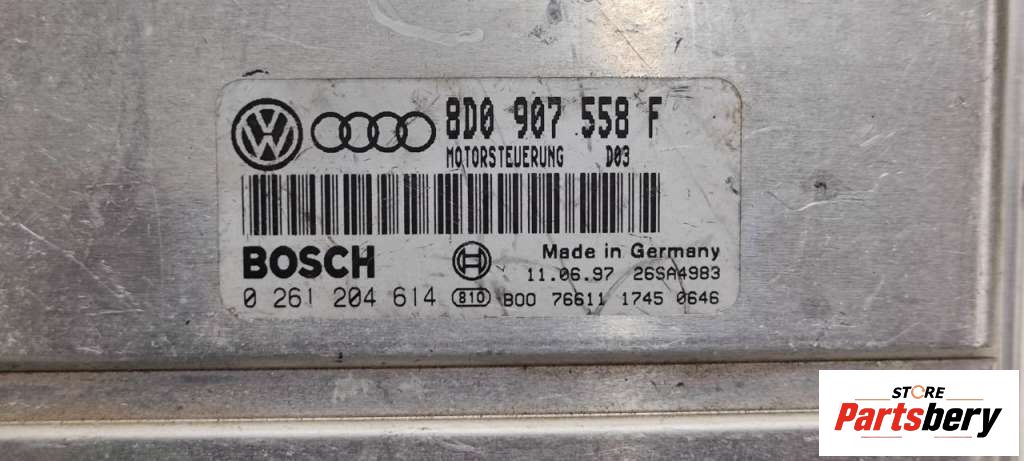 8D0 907 558 F
MOTORSTEUERUNG D03
BOSCH
Made in Germany
11.06.97 26SA4983
0 261 204 614 810 B00 76611 1745 0646
STORE
Partsbery